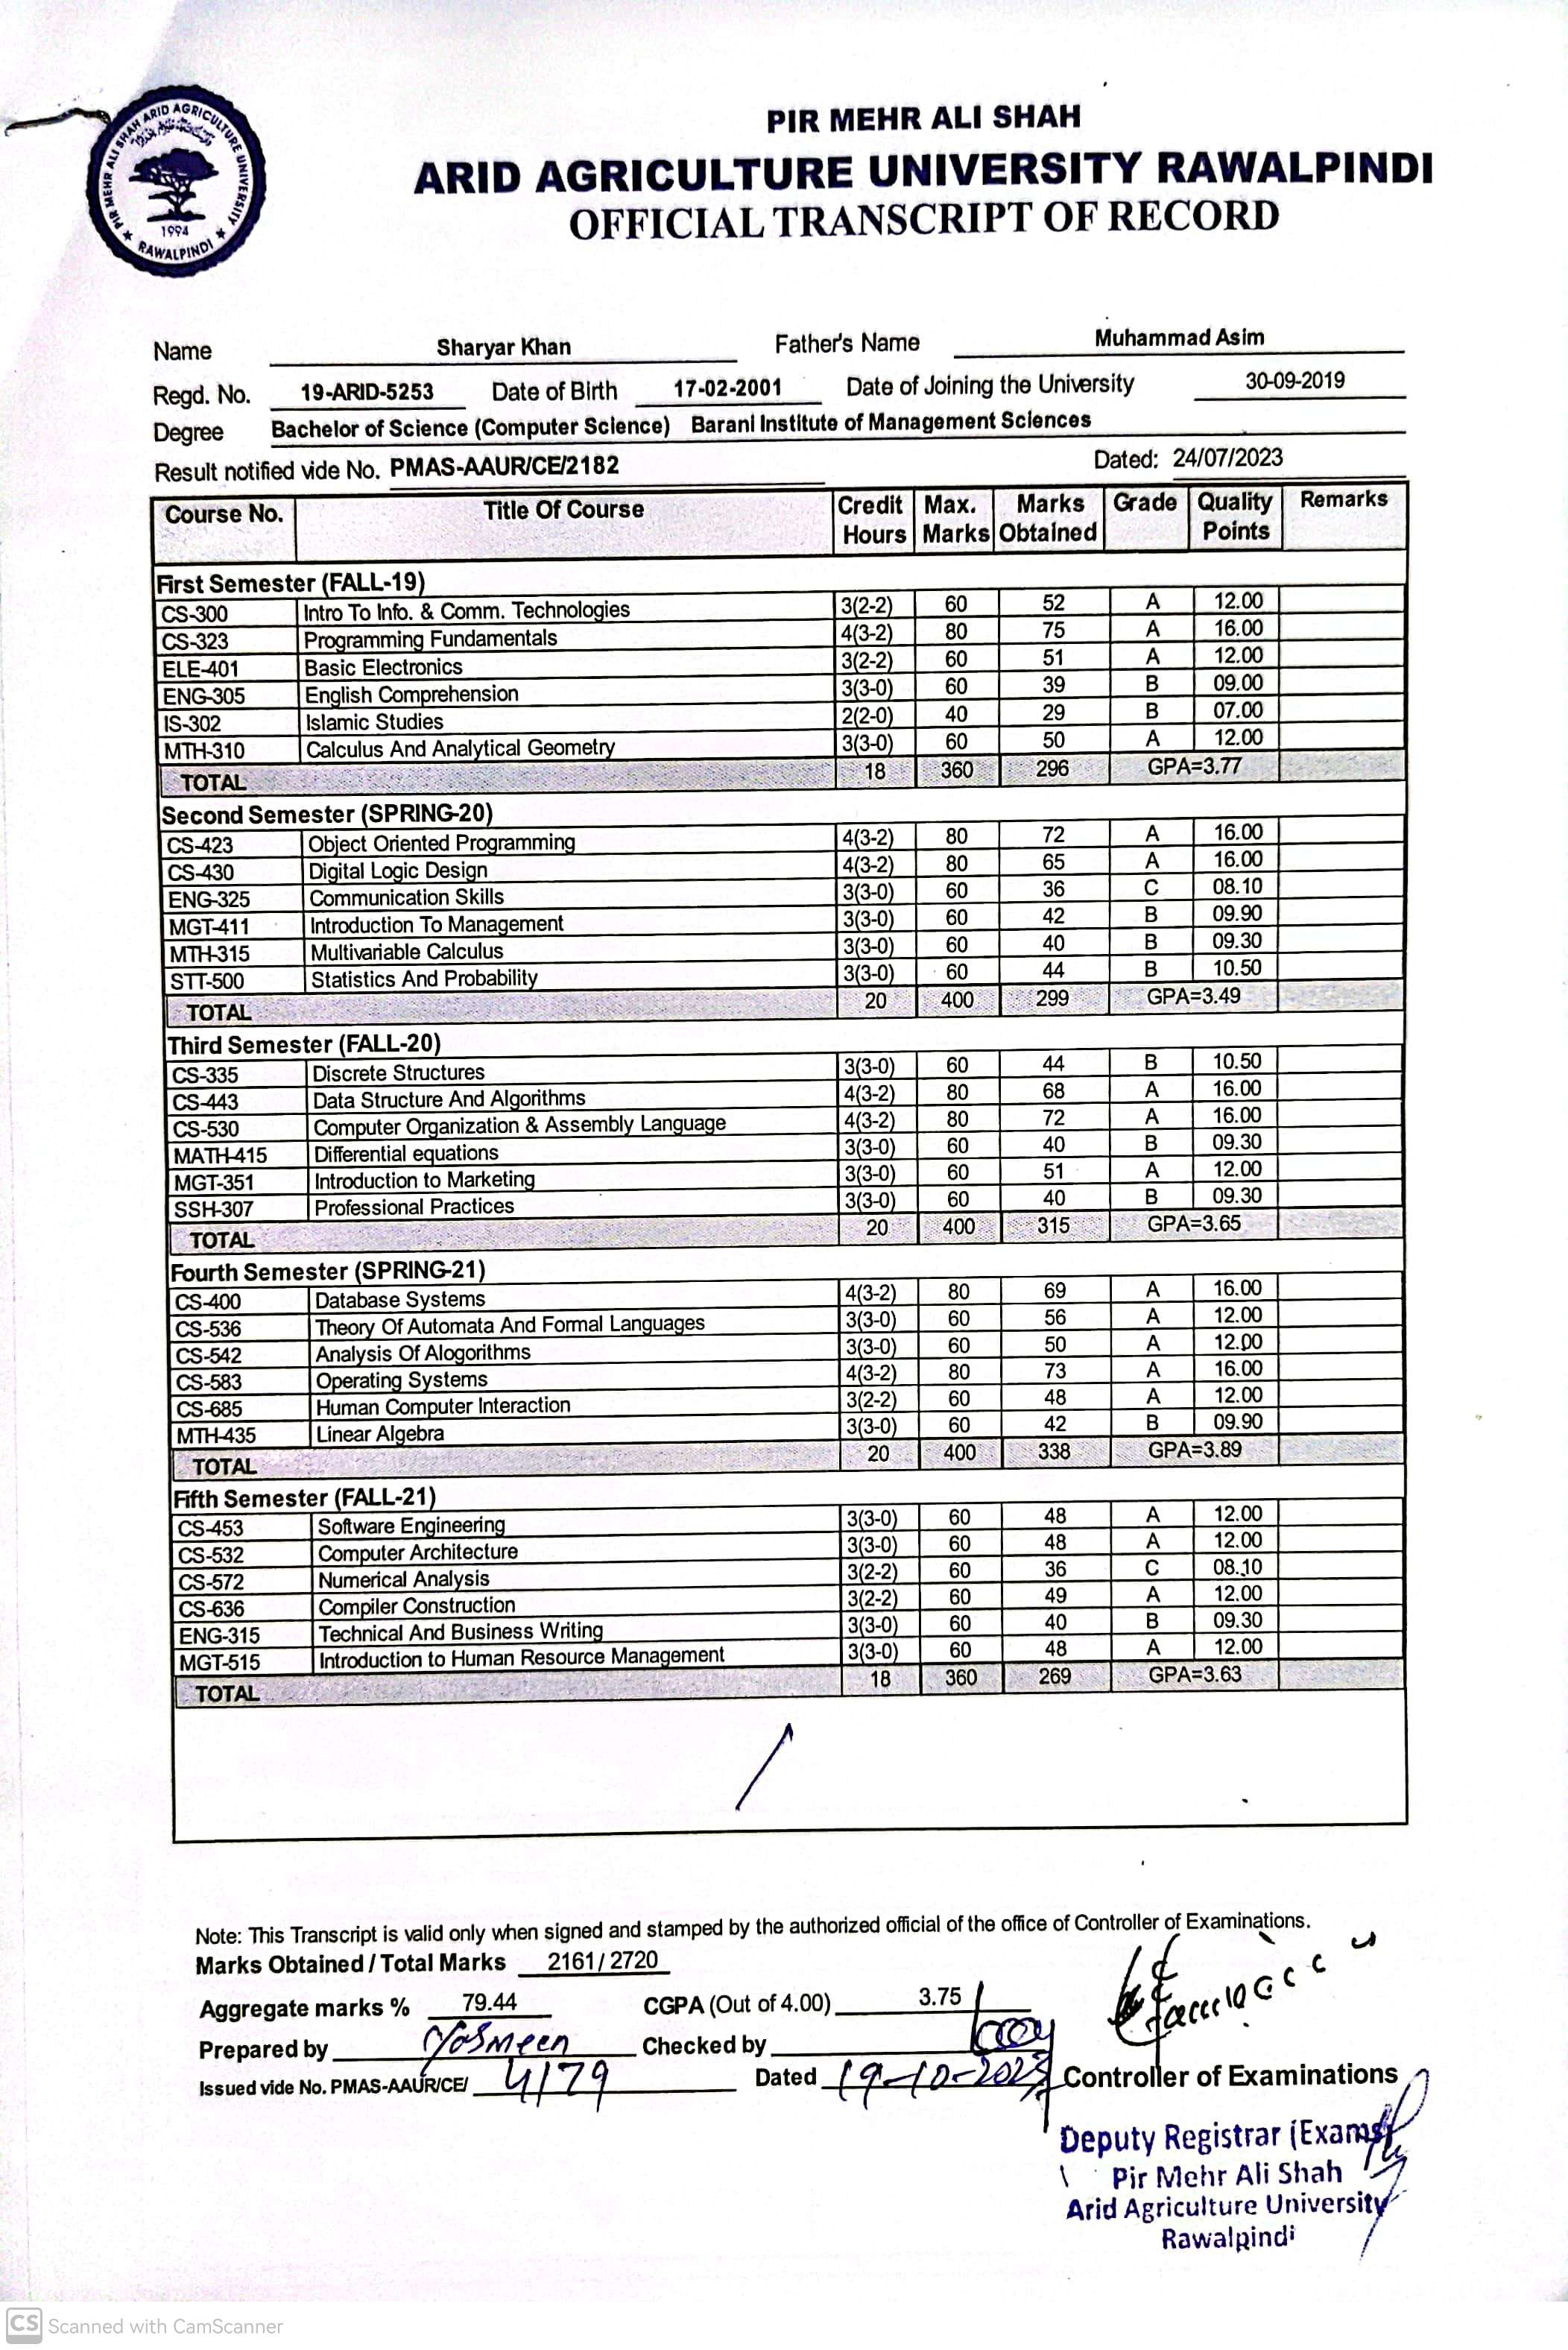 PIR MEHR ALI SHAH ARID AGRICULTURE UNIVERSITY
1994
★ RAWALPINDI ★
PIR MEHR ALI SHAH
ARID AGRICULTURE UNIVERSITY RAWALPINDI
OFFICIAL TRANSCRIPT OF RECORD
Name Sharyar Khan Father's Name Muhammad Asim
Regd. No. 19-ARID-5253 Date of Birth 17-02-2001 Date of Joining the University 30-09-2019
Degree Bachelor of Science (Computer Science) Barani Institute of Management Sciences
Result notified vide No. PMAS-AAUR/CE/2182 Dated: 24/07/2023
Course No. Title Of Course Credit Hours Max. Marks Marks Obtained Grade Quality Points Remarks
First Semester (FALL-19)
CS-300 Intro To Info. & Comm. Technologies 3(2-2) 60 52 A 12.00
CS-323 Programming Fundamentals 4(3-2) 80 75 A 16.00
ELE-401 Basic Electronics 3(2-2) 60 51 A 12.00
ENG-305 English Comprehension 3(3-0) 60 39 B 09.00
IS-302 Islamic Studies 2(2-0) 40 29 B 07.00
MTH-310 Calculus And Analytical Geometry 3(3-0) 60 50 A 12.00
TOTAL 18 360 296 GPA=3.77
Second Semester (SPRING-20)
CS-423 Object Oriented Programming 4(3-2) 80 72 A 16.00
CS-430 Digital Logic Design 4(3-2) 80 65 A 16.00
ENG-325 Communication Skills 3(3-0) 60 36 C 08.10
MGT-411 Introduction To Management 3(3-0) 60 42 B 09.90
MTH-315 Multivariable Calculus 3(3-0) 60 40 B 09.30
STT-500 Statistics And Probability 3(3-0) 60 44 B 10.50
TOTAL 20 400 299 GPA=3.49
Third Semester (FALL-20)
CS-335 Discrete Structures 3(3-0) 60 44 B 10.50
CS-443 Data Structure And Algorithms 4(3-2) 80 68 A 16.00
CS-530 Computer Organization & Assembly Language 4(3-2) 80 72 A 16.00
MATH-415 Differential equations 3(3-0) 60 40 B 09.30
MGT-351 Introduction to Marketing 3(3-0) 60 51 A 12.00
SSH-307 Professional Practices 3(3-0) 60 40 B 09.30
TOTAL 20 400 315 GPA=3.65
Fourth Semester (SPRING-21)
CS-400 Database Systems 4(3-2) 80 69 A 16.00
CS-536 Theory Of Automata And Formal Languages 3(3-0) 60 56 A 12.00
CS-542 Analysis Of Alogorithms 3(3-0) 60 50 A 12.00
CS-583 Operating Systems 4(3-2) 80 73 A 16.00
CS-685 Human Computer Interaction 3(2-2) 60 48 A 12.00
MTH-435 Linear Algebra 3(3-0) 60 42 B 09.90
TOTAL 20 400 338 GPA=3.89
Fifth Semester (FALL-21)
CS-453 Software Engineering 3(3-0) 60 48 A 12.00
CS-532 Computer Architecture 3(3-0) 60 48 A 12.00
CS-572 Numerical Analysis 3(2-2) 60 36 C 08.10
CS-636 Compiler Construction 3(2-2) 60 49 A 12.00
ENG-315 Technical And Business Writing 3(3-0) 60 40 B 09.30
MGT-515 Introduction to Human Resource Management 3(3-0) 60 48 A 12.00
TOTAL 18 360 269 GPA=3.63
Note: This Transcript is valid only when signed and stamped by the authorized official of the office of Controller of Examinations.
Marks Obtained / Total Marks 2161/2720
Aggregate marks % 79.44 CGPA (Out of 4.00) 3.75
Prepared by Yasmeen Checked by
Issued vide No. PMAS-AAUR/CE/ 4179 Dated 19-10-2023 Controller of Examinations
Deputy Registrar (Exams)
Pir Mehr Ali Shah
Arid Agriculture University
Rawalpindi
CS Scanned with CamScanner